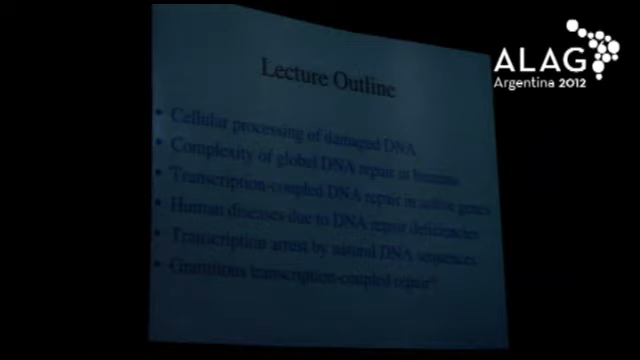 ALAG
Argentina 2012
Lecture Outline
• Cellular processing of damaged DNA
• Complexity of global DNA repair in humans
• Transcription-coupled DNA repair in active genes
• Human diseases due to DNA repair deficiencies
• Transcription arrest by natural DNA sequences
• Gratuitous transcription-coupled repair